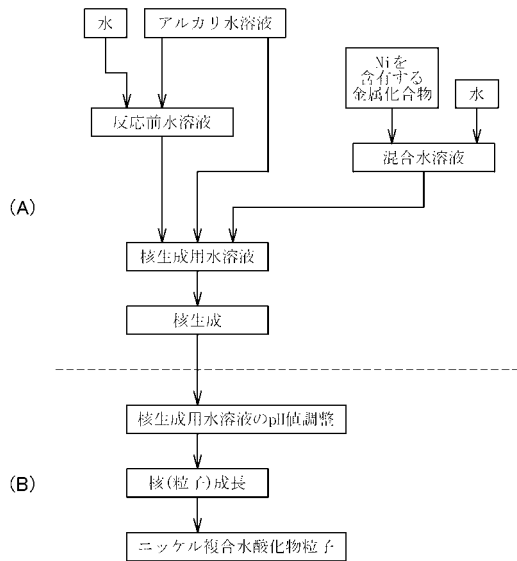 水
アルカリ水溶液
Niを
含有する
金属化合物
水
反応前水溶液
混合水溶液
(A)
核生成用水溶液
核生成
核生成用水溶液のpH値調整
(B)
核(粒子)成長
ニッケル複合水酸化物粒子